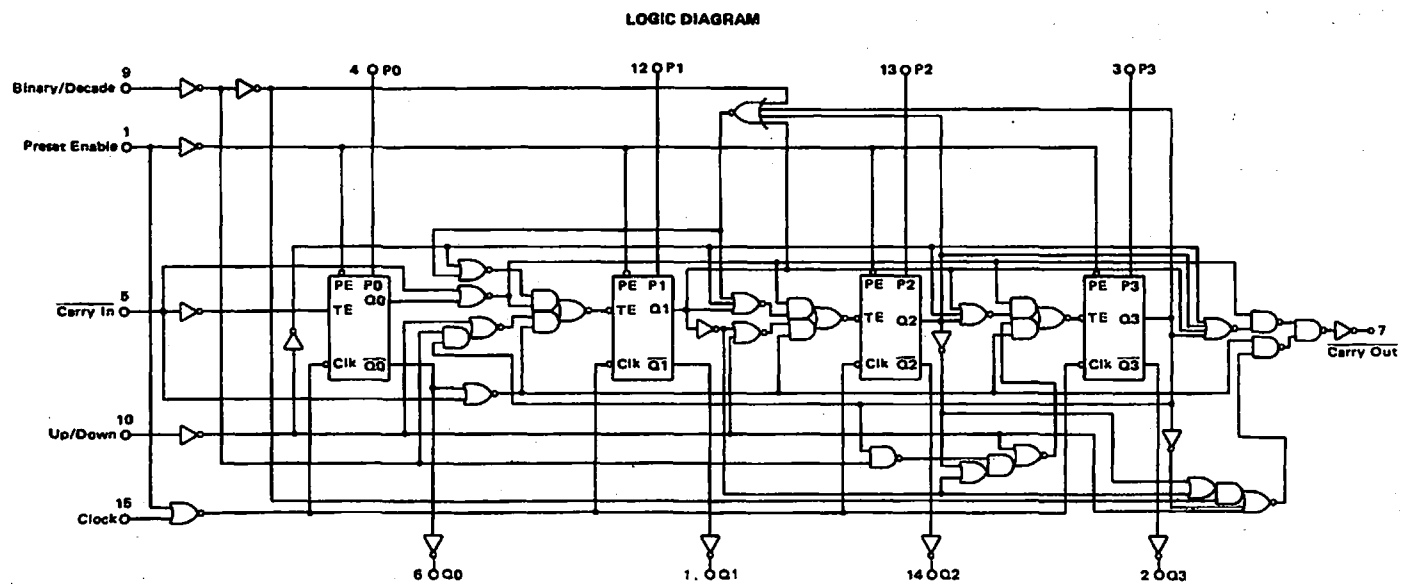 LOGIC DIAGRAM
9
Binary/Decade
4 P0
12 P1
13 P2
3 P3
1
Preset Enable
5
Carry In
PE P0
Q0
TE
Clk Q0
PE P1
TE Q1
Clk Q1
PE P2
TE Q2
Clk Q2
PE P3
TE Q3
Clk Q3
7
Carry Out
10
Up/Down
15
Clock
6 Q0
1, Q1
14 Q2
2 Q3